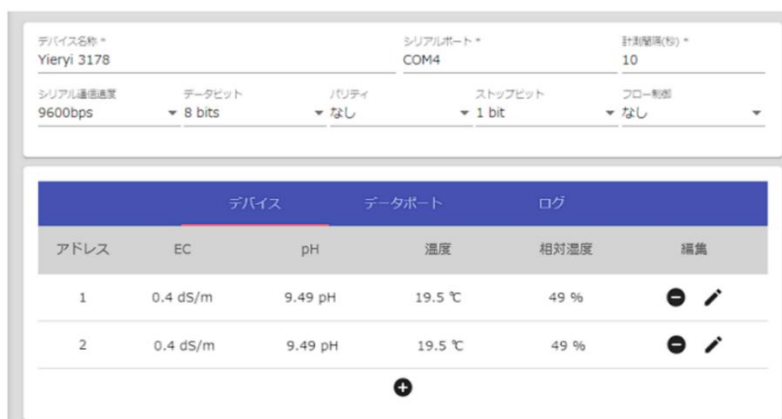 デバイス名称 * シリアルポート * 計測間隔(秒) *
Yieryi 3178 COM4 10
シリアル通信速度 データビット パリティ ストップビット フロー制御
9600bps 8 bits なし 1 bit なし
デバイス データポート ログ
アドレス EC pH 温度 相対湿度 編集
1 0.4 dS/m 9.49 pH 19.5 ℃ 49 %
2 0.4 dS/m 9.49 pH 19.5 ℃ 49 %